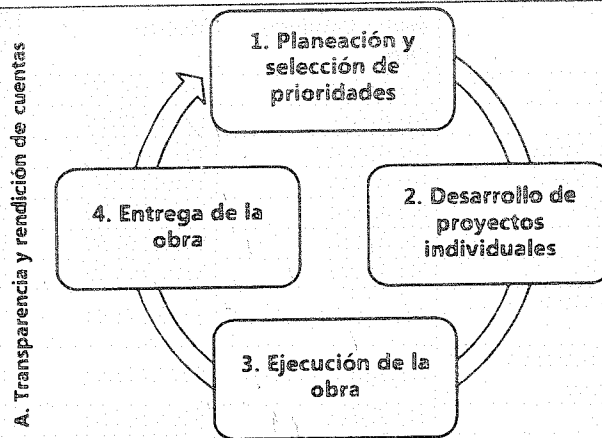 A. Transparencia y rendición de cuentas
1. Planeación y
selección de
prioridades
2. Desarrollo de
proyectos
individuales
3. Ejecución de la
obra
4. Entrega de la
obra